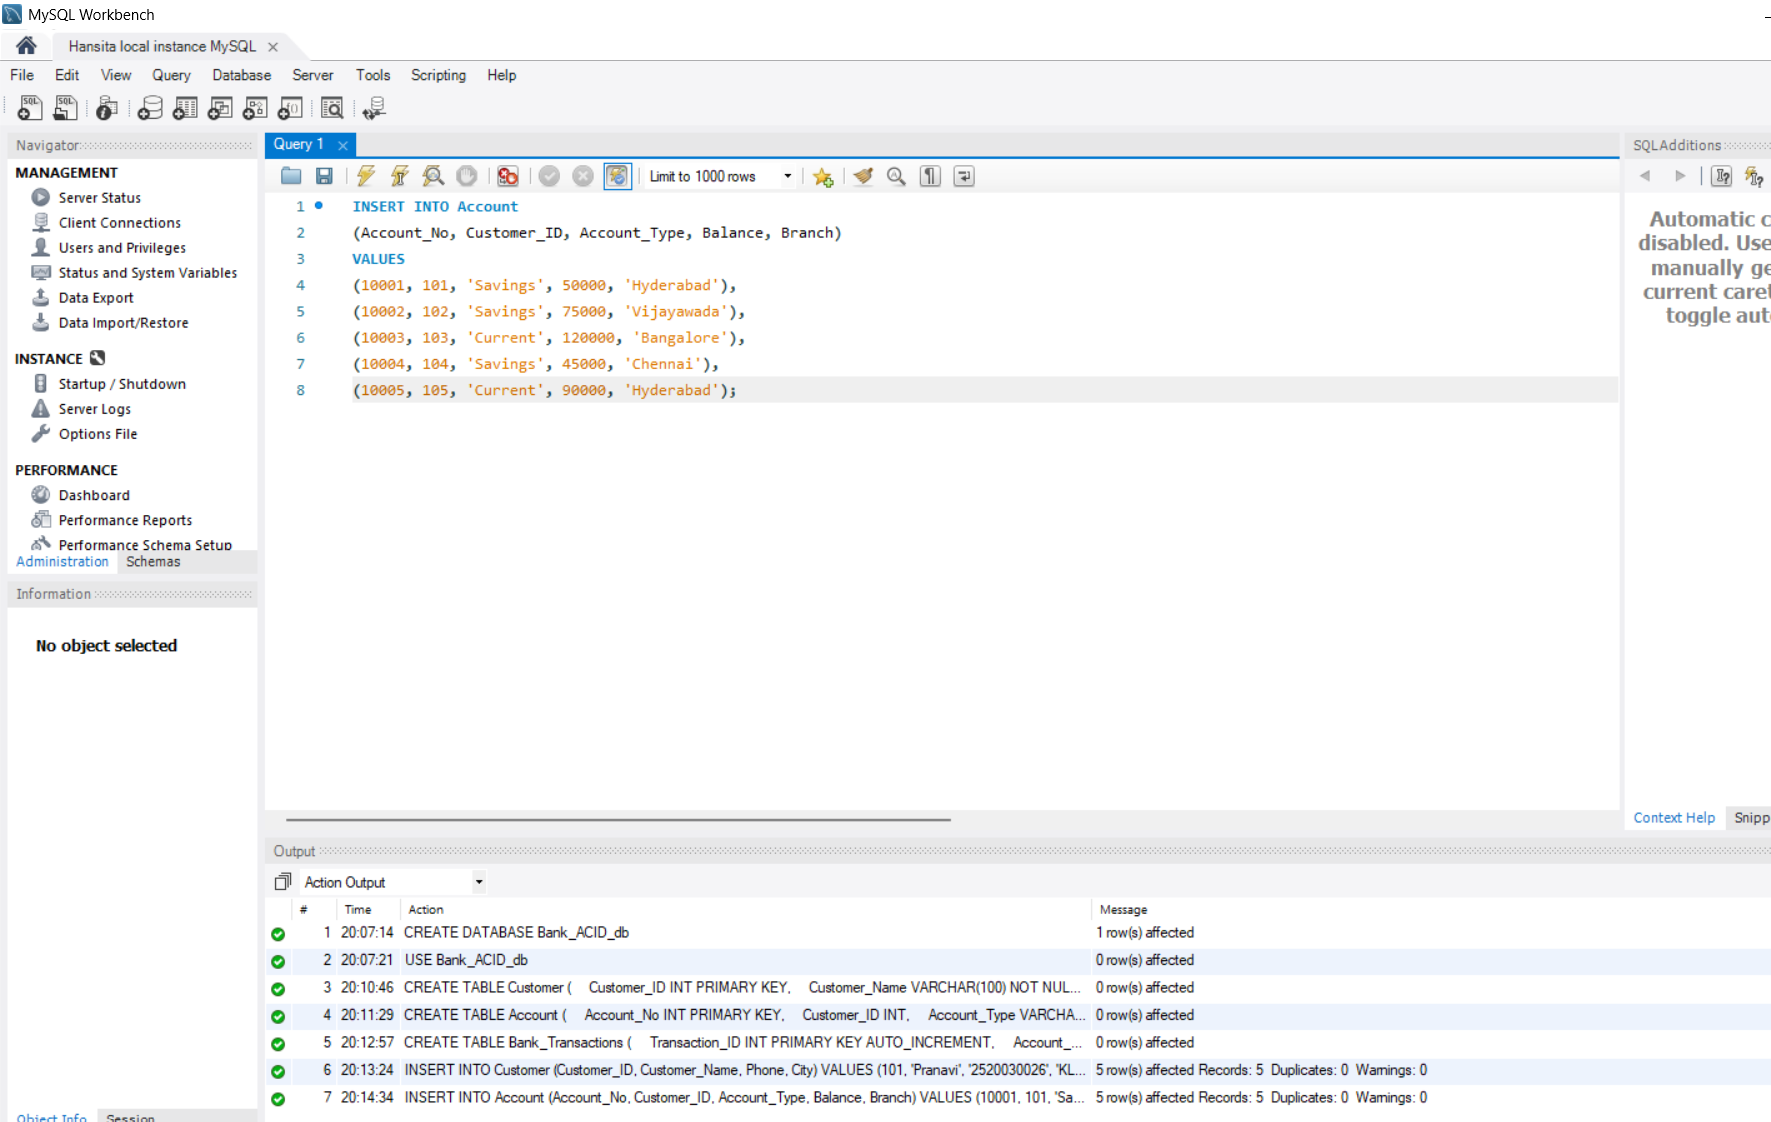 MySQL Workbench
Hansita local instance MySQL
File Edit View Query Database Server Tools Scripting Help
Navigator
MANAGEMENT
Server Status
Client Connections
Users and Privileges
Status and System Variables
Data Export
Data Import/Restore
INSTANCE
Startup / Shutdown
Server Logs
Options File
PERFORMANCE
Dashboard
Performance Reports
Performance Schema Setup
Administration Schemas
Information
No object selected
Object Info Session
Query 1
Limit to 1000 rows
1 INSERT INTO Account
2 (Account_No, Customer_ID, Account_Type, Balance, Branch)
3 VALUES
4 (10001, 101, 'Savings', 50000, 'Hyderabad'),
5 (10002, 102, 'Savings', 75000, 'Vijayawada'),
6 (10003, 103, 'Current', 120000, 'Bangalore'),
7 (10004, 104, 'Savings', 45000, 'Chennai'),
8 (10005, 105, 'Current', 90000, 'Hyderabad');
SQLAdditions
Automatic c
disabled. Use
manually ge
current caret
toggle aut
Context Help Snipp
Output
Action Output
# Time Action Message
1 20:07:14 CREATE DATABASE Bank_ACID_db 1 row(s) affected
2 20:07:21 USE Bank_ACID_db 0 row(s) affected
3 20:10:46 CREATE TABLE Customer ( Customer_ID INT PRIMARY KEY, Customer_Name VARCHAR(100) NOT NUL... 0 row(s) affected
4 20:11:29 CREATE TABLE Account ( Account_No INT PRIMARY KEY, Customer_ID INT, Account_Type VARCHA... 0 row(s) affected
5 20:12:57 CREATE TABLE Bank_Transactions ( Transaction_ID INT PRIMARY KEY AUTO_INCREMENT, Account_... 0 row(s) affected
6 20:13:24 INSERT INTO Customer (Customer_ID, Customer_Name, Phone, City) VALUES (101, 'Pranavi', '2520030026', 'KL... 5 row(s) affected Records: 5 Duplicates: 0 Warnings: 0
7 20:14:34 INSERT INTO Account (Account_No, Customer_ID, Account_Type, Balance, Branch) VALUES (10001, 101, 'Sa... 5 row(s) affected Records: 5 Duplicates: 0 Warnings: 0